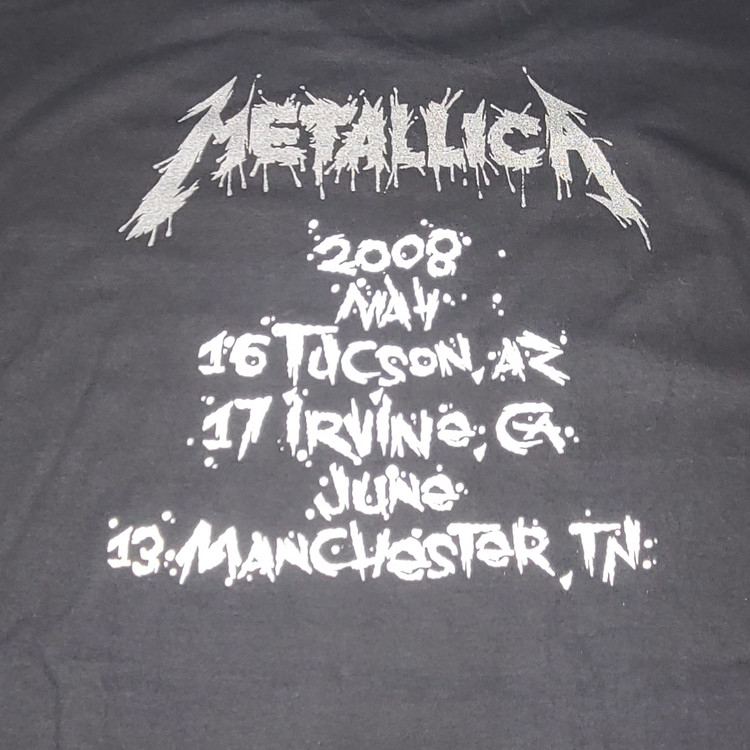 METALLICA
2008
MAY
16 TUCSON, AZ
17 IRVINe, CA
JUNe
13 MANCHeSTeR, TN